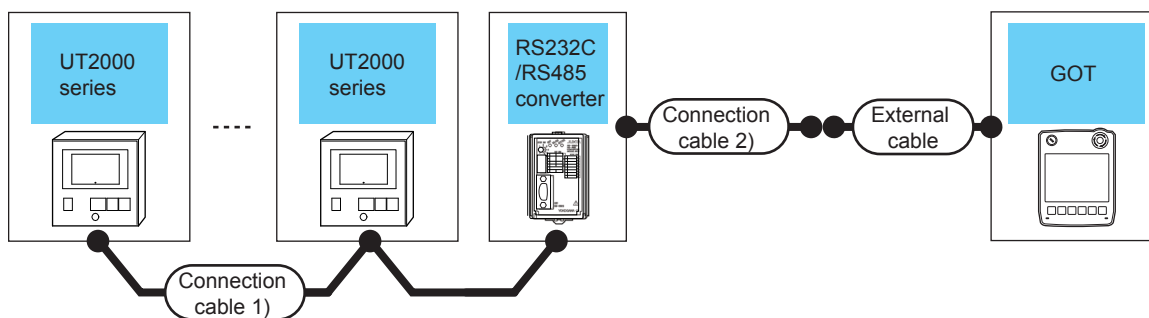 UT2000
series
UT2000
series
RS232C
/RS485
converter
GOT
Connection
cable 2)
External
cable
Connection
cable 1)